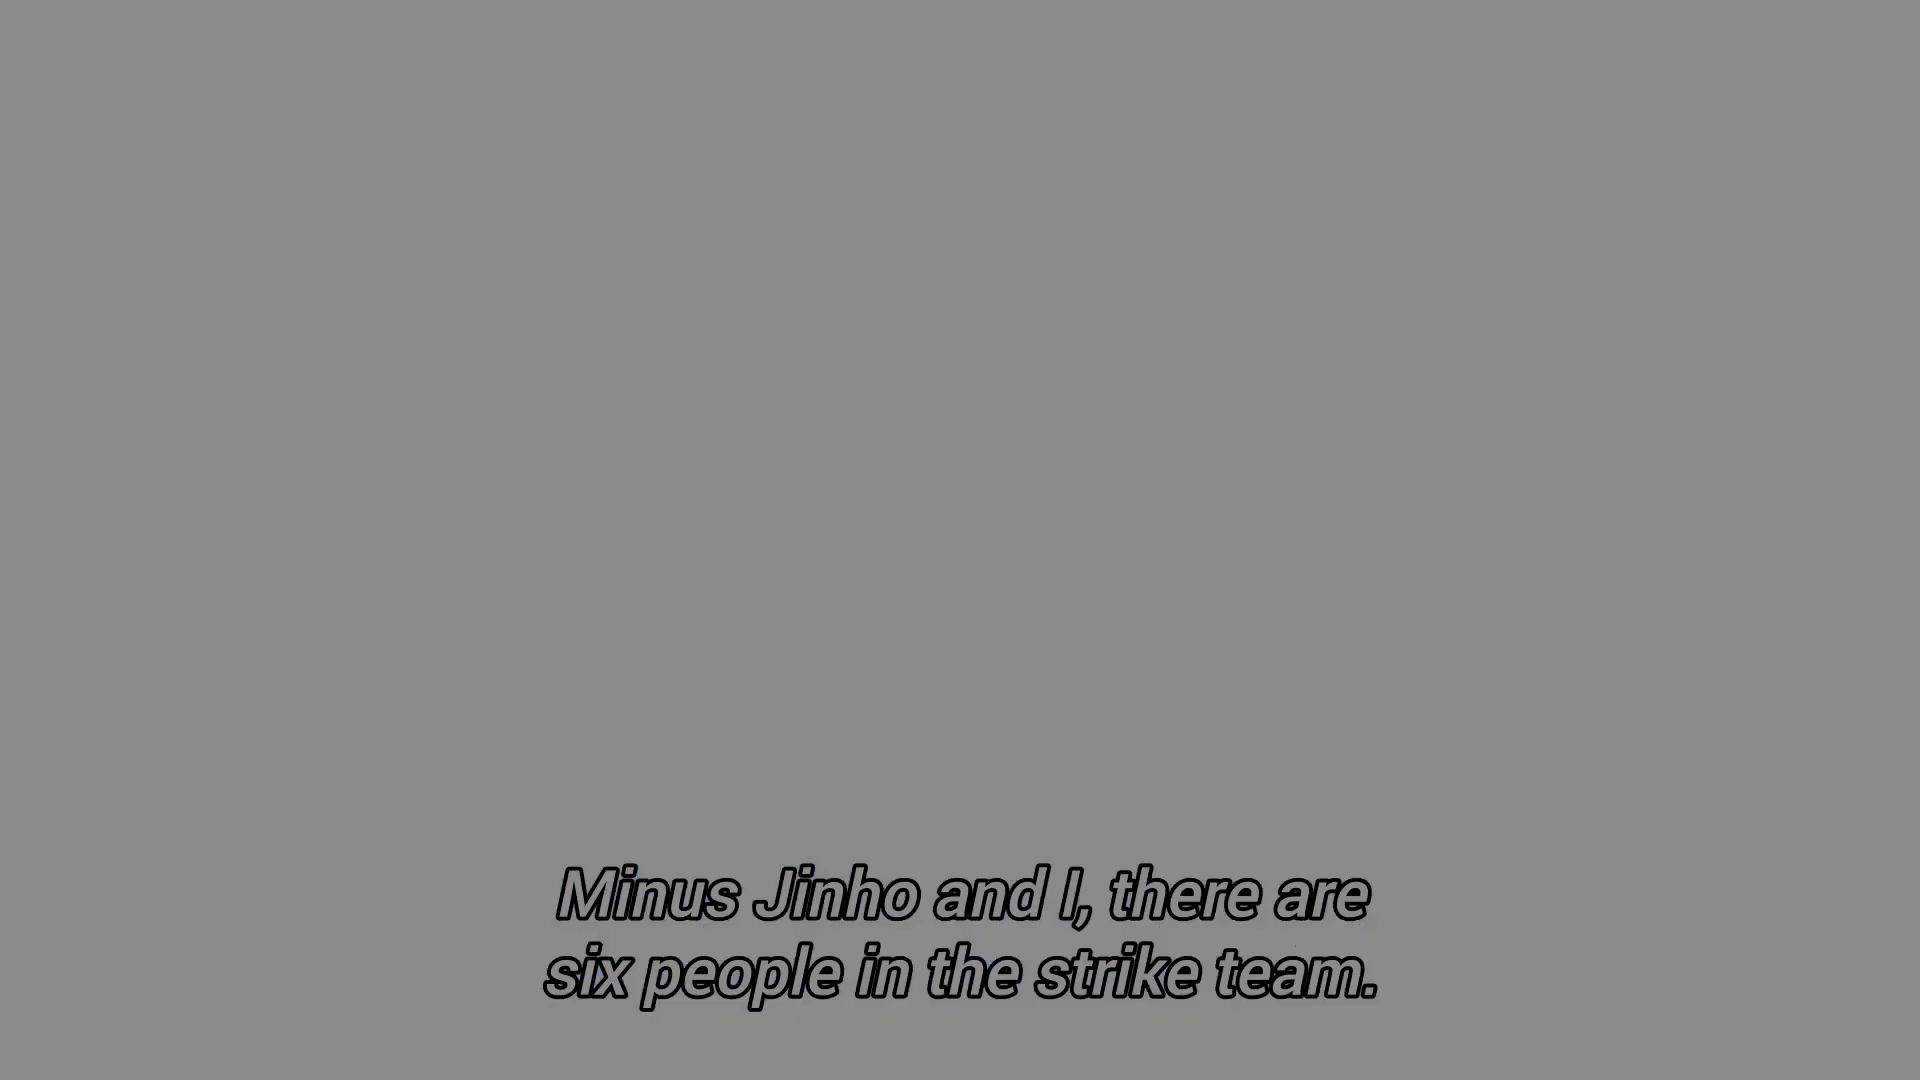 Minus Jinho and I, there are
six people in the strike team.